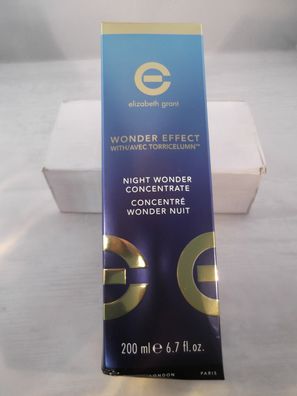 elizabeth grant
WONDER EFFECT
WITH/AVEC TORRICELUMN™
NIGHT WONDER
CONCENTRATE
CONCENTRÉ
WONDER NUIT
200 ml ℮ 6.7 fl.oz.
LONDON PARIS